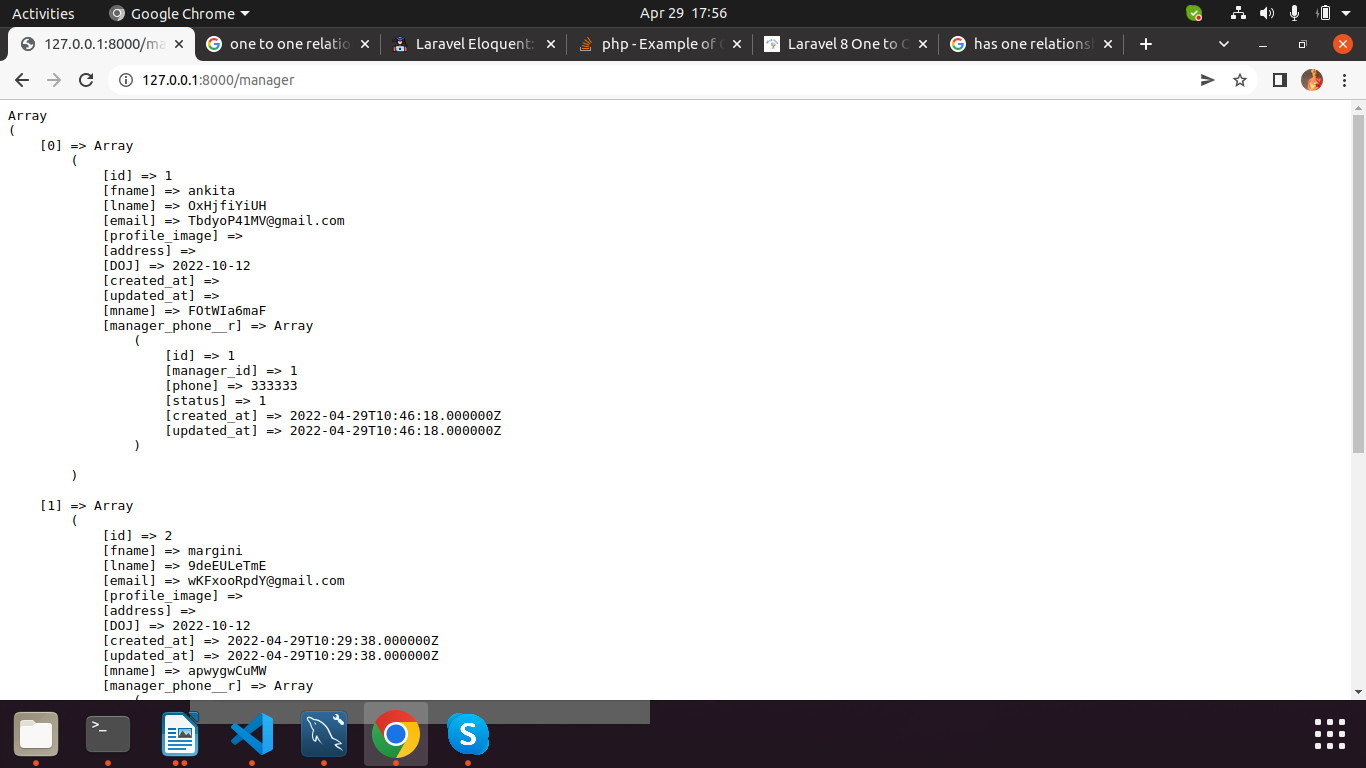 Activities
Google Chrome
Apr 29 17:56
127.0.0.1:8000/ma
one to one relatio
Laravel Eloquent:
php - Example of
Laravel 8 One to
has one relations
127.0.0.1:8000/manager
Array
(
[0] => Array
(
[id] => 1
[fname] => ankita
[lname] => OxHjfiYiUH
[email] => TbdyoP41MV@gmail.com
[profile_image] =>
[address] =>
[DOJ] => 2022-10-12
[created_at] =>
[updated_at] =>
[mname] => FOtWIa6maF
[manager_phone__r] => Array
(
[id] => 1
[manager_id] => 1
[phone] => 333333
[status] => 1
[created_at] => 2022-04-29T10:46:18.000000Z
[updated_at] => 2022-04-29T10:46:18.000000Z
)
)
[1] => Array
(
[id] => 2
[fname] => margini
[lname] => 9deEULeTmE
[email] => wKFxooRpdY@gmail.com
[profile_image] =>
[address] =>
[DOJ] => 2022-10-12
[created_at] => 2022-04-29T10:29:38.000000Z
[updated_at] => 2022-04-29T10:29:38.000000Z
[mname] => apwygwCuMW
[manager_phone__r] => Array
(